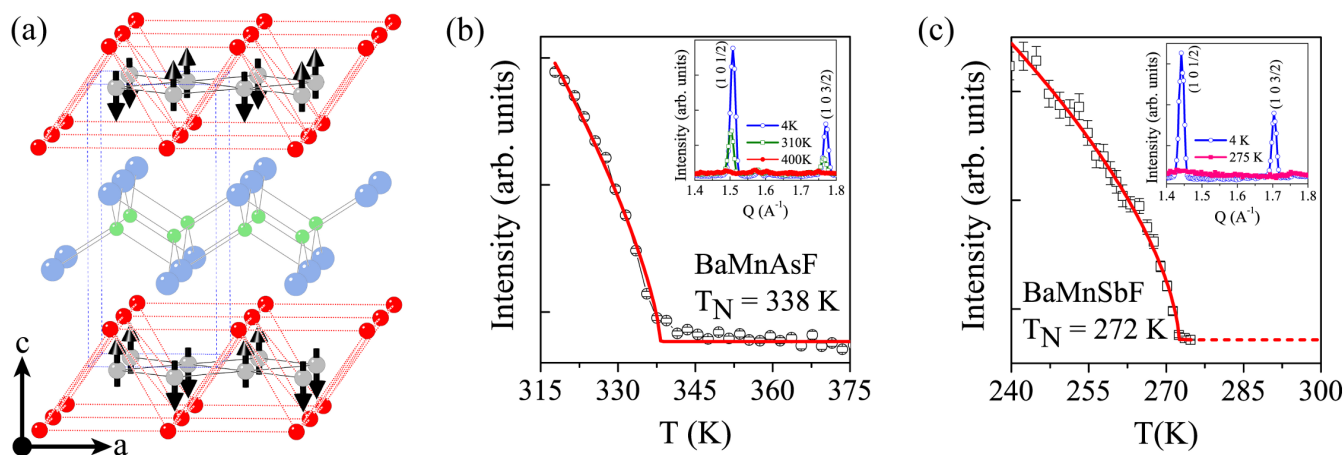 (a)
c
a
(b)
Intensity (arb. units)
T (K)
315 330 345 360 375
BaMnAsF
T_N = 338 K
Intensity (arb. units)
(1 0 1/2)
(1 0 3/2)
4K
310K
400K
1.4 1.5 1.6 1.7 1.8
Q (A⁻¹)
(c)
Intensity (arb. units)
T(K)
240 255 270 285 300
BaMnSbF
T_N = 272 K
Intensity (arb. units)
(1 0 1/2)
(1 0 3/2)
4 K
275 K
1.4 1.5 1.6 1.7 1.8
Q (A⁻¹)